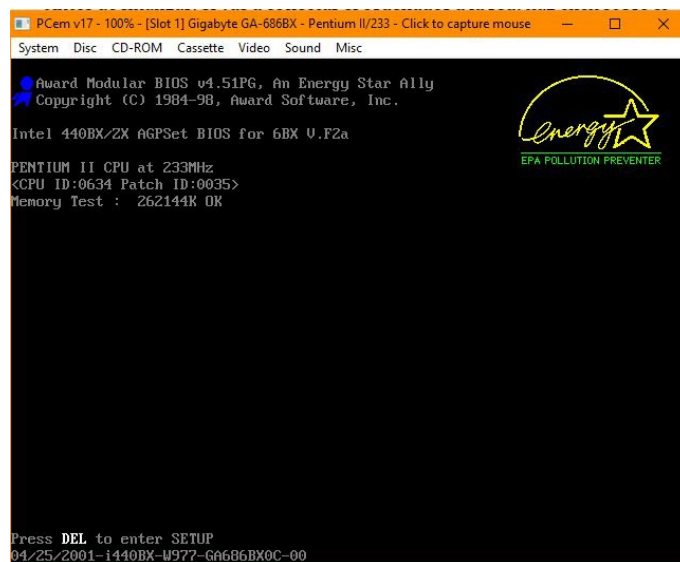 PCem v17 - 100% - [Slot 1] Gigabyte GA-686BX - Pentium II/233 - Click to capture mouse
System Disc CD-ROM Cassette Video Sound Misc
Award Modular BIOS v4.51PG, An Energy Star Ally
Copyright (C) 1984-98, Award Software, Inc.
energy
EPA POLLUTION PREVENTER
Intel 440BX/ZX AGPSet BIOS for 6BX V.F2a
PENTIUM II CPU at 233MHz
<CPU ID:0634 Patch ID:0035>
Memory Test : 262144K OK
Press DEL to enter SETUP
04/25/2001-i440BX-W977-GA686BX0C-00